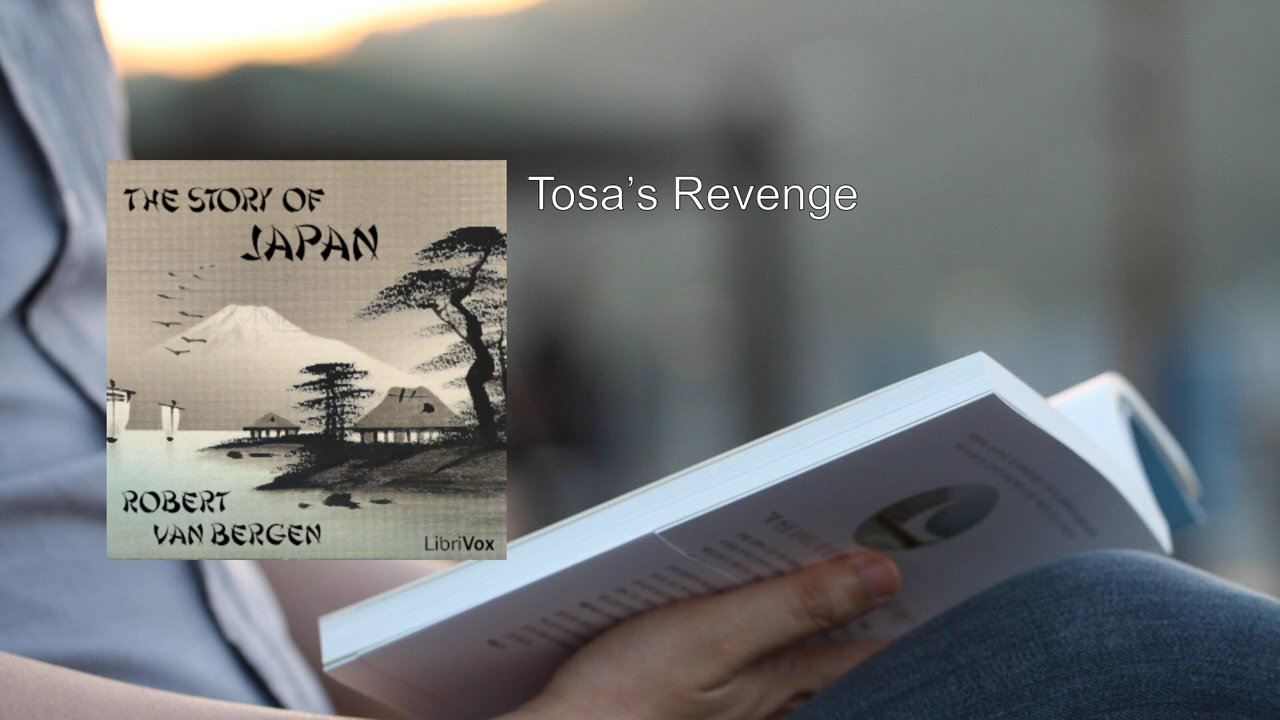 THE STORY OF
JAPAN
ROBERT
VAN BERGEN
LibriVox
Tosa’s Revenge